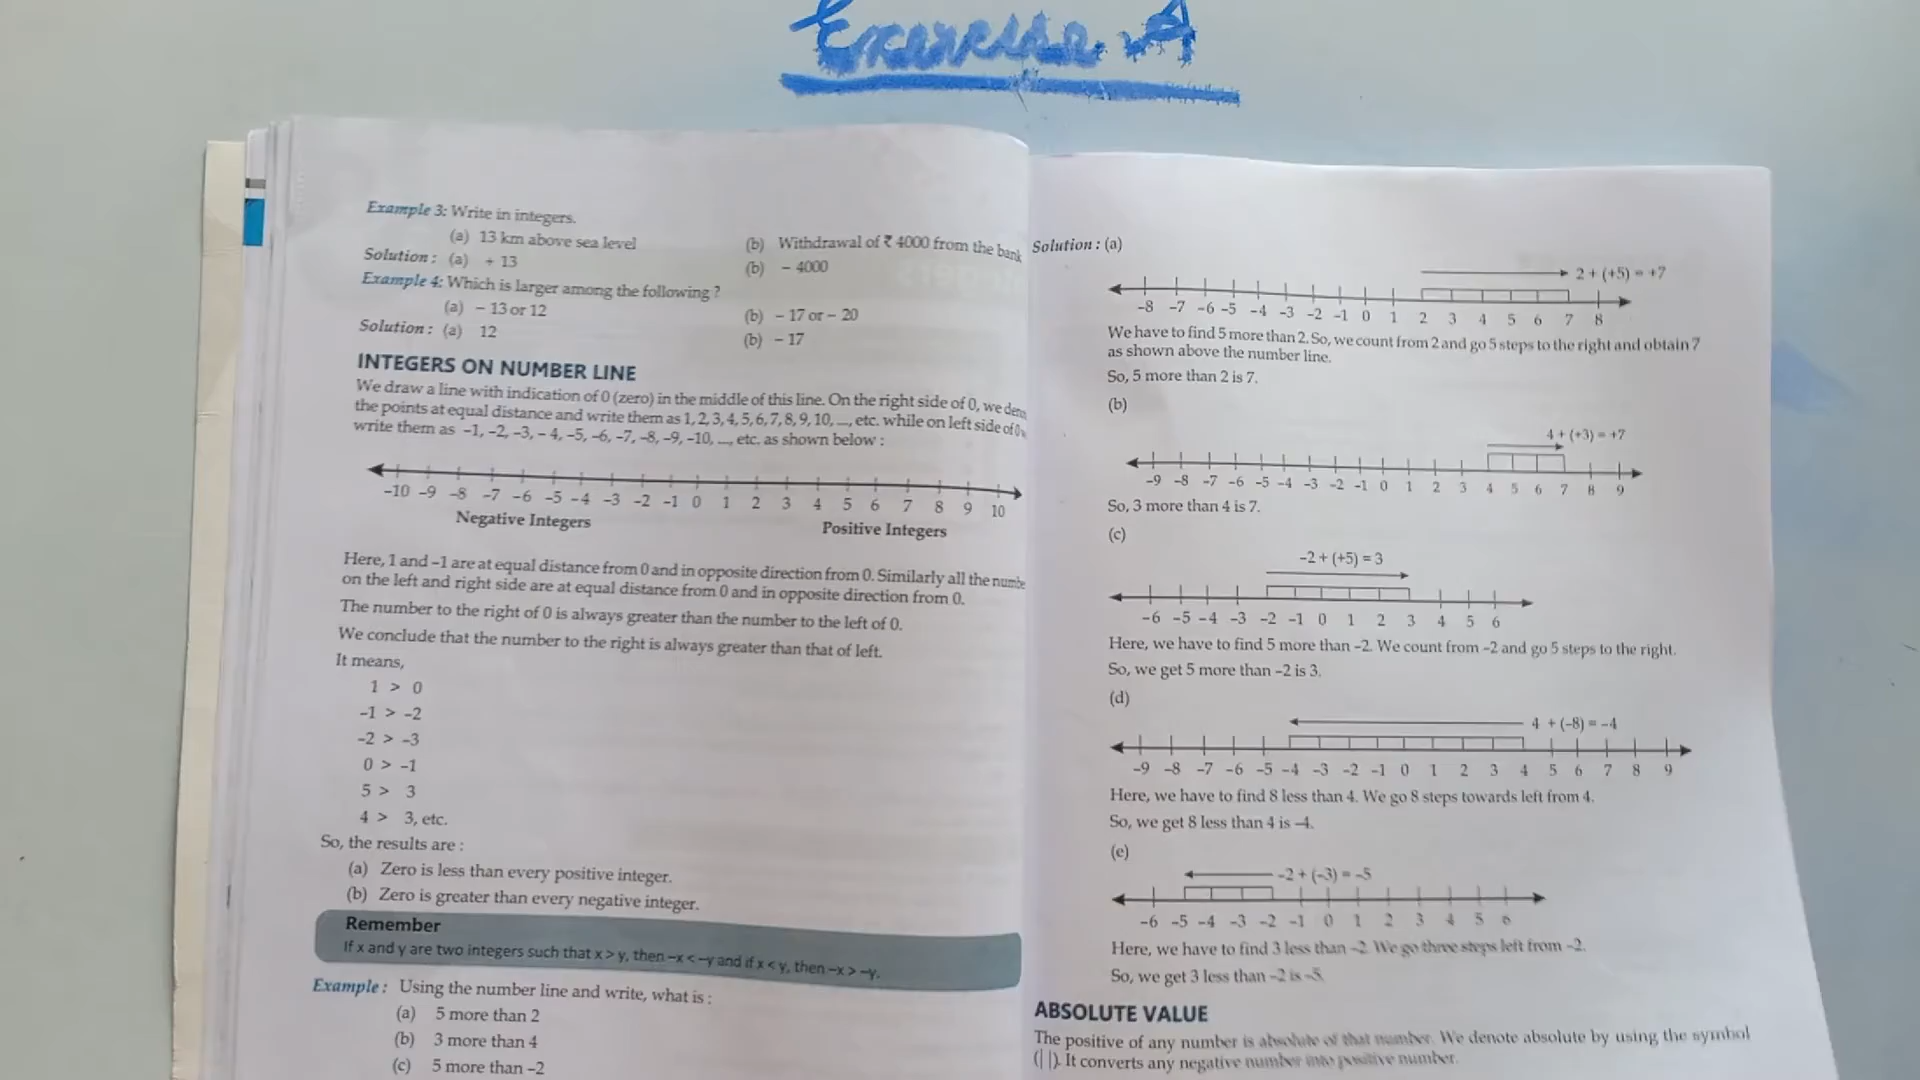 Exercise A
Example 3: Write in integers.
(a) 13 km above sea level (b) Withdrawal of ₹ 4000 from the bank
Solution : (a) + 13 (b) – 4000
Example 4: Which is larger among the following ?
(a) – 13 or 12 (b) – 17 or – 20
Solution : (a) 12 (b) – 17
INTEGERS ON NUMBER LINE
We draw a line with indication of 0 (zero) in the middle of this line. On the right side of 0, we
the points at equal distance and write them as 1, 2, 3, 4, 5, 6, 7, 8, 9, 10, ..., etc. while on left side of 0
write them as –1, –2, –3, – 4, –5, –6, –7, –8, –9, –10, ..., etc. as shown below :
–10 –9 –8 –7 –6 –5 –4 –3 –2 –1 0 1 2 3 4 5 6 7 8 9 10
Negative Integers Positive Integers
Here, 1 and –1 are at equal distance from 0 and in opposite direction from 0. Similarly all the
on the left and right side are at equal distance from 0 and in opposite direction from 0.
The number to the right of 0 is always greater than the number to the left of 0.
We conclude that the number to the right is always greater than that of left.
It means,
1 > 0
–1 > –2
–2 > –3
0 > –1
5 > 3
4 > 3, etc.
So, the results are :
(a) Zero is less than every positive integer.
(b) Zero is greater than every negative integer.
Remember
If x and y are two integers such that x > y, then –x < –y and if x < y, then –x > –y.
Example : Using the number line and write, what is :
(a) 5 more than 2
(b) 3 more than 4
(c) 5 more than –2
Solution : (a)
2 + (+5) = +7
–8 –7 –6 –5 –4 –3 –2 –1 0 1 2 3 4 5 6 7 8
We have to find 5 more than 2. So, we count from 2 and go 5 steps to the right and obtain 7
as shown above the number line.
So, 5 more than 2 is 7.
(b)
4 + (+3) = +7
–9 –8 –7 –6 –5 –4 –3 –2 –1 0 1 2 3 4 5 6 7 8 9
So, 3 more than 4 is 7.
(c)
–2 + (+5) = 3
–6 –5 –4 –3 –2 –1 0 1 2 3 4 5 6
Here, we have to find 5 more than –2. We count from –2 and go 5 steps to the right.
So, we get 5 more than –2 is 3.
(d)
4 + (–8) = –4
–9 –8 –7 –6 –5 –4 –3 –2 –1 0 1 2 3 4 5 6 7 8 9
Here, we have to find 8 less than 4. We go 8 steps towards left from 4.
So, we get 8 less than 4 is –4.
(e)
–2 + (–3) = –5
–6 –5 –4 –3 –2 –1 0 1 2 3 4 5 6
Here, we have to find 3 less than –2. We go three steps left from –2.
So, we get 3 less than –2 is –5.
ABSOLUTE VALUE
The positive of any number is absolute of that number. We denote absolute by using the symbol
(| |). It converts any negative number into positive number.